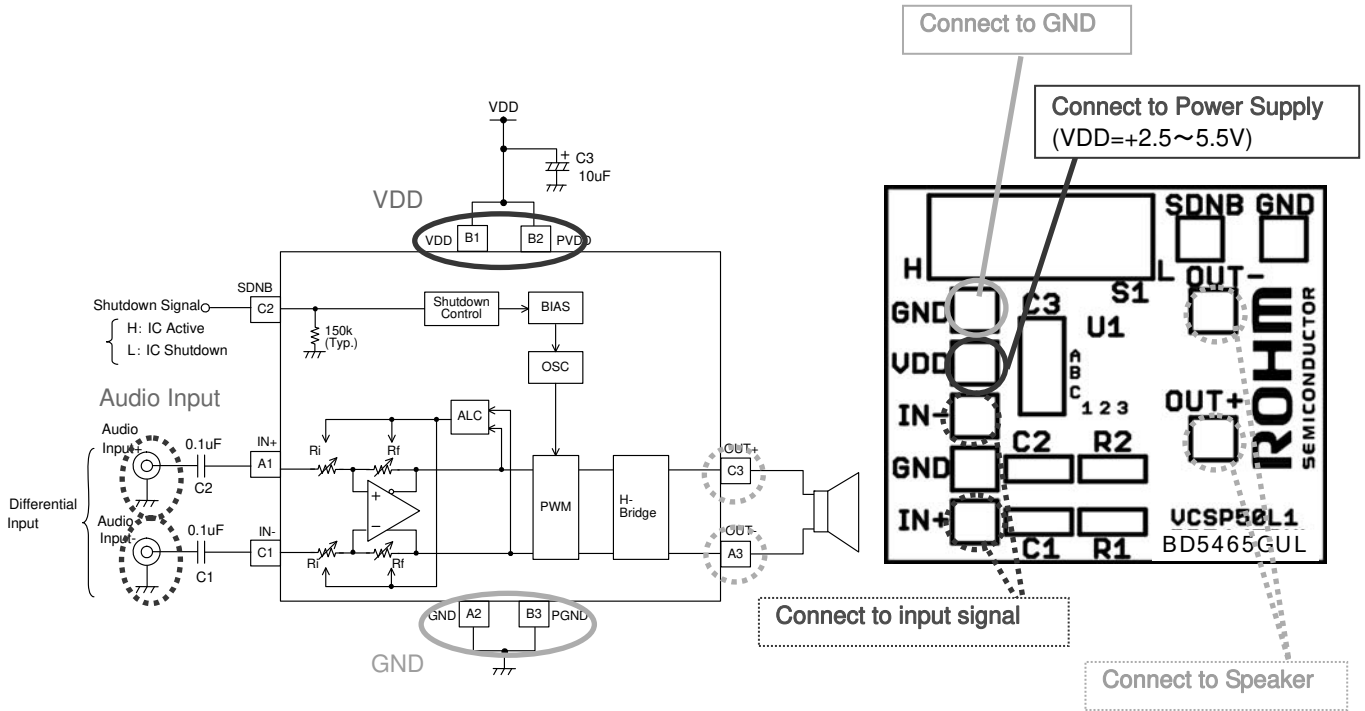 Connect to GND
Connect to Power Supply
(VDD=+2.5～5.5V)
VDD
+
C3
10uF
VDD
VDD
B1
B2
PVDD
SDNB
Shutdown Signal
C2
H: IC Active
L: IC Shutdown
150k
(Typ.)
Shutdown
Control
BIAS
OSC
Audio Input
ALC
Audio
Input+
0.1uF
C2
IN+
A1
Ri
Rf
Differential
Input
+
−
PWM
H-
Bridge
OUT+
C3
Audio
Input-
0.1uF
C1
IN-
C1
Ri
Rf
OUT-
A3
GND
A2
B3
PGND
GND
SDNB GND
H
L
S1
OUT-
GND
C3
U1
VDD
A
B
C
1 2 3
IN-
OUT+
GND
C2
R2
IN+
C1
R1
ROHM
SEMICONDUCTOR
VCSP50L1
BD5465GUL
Connect to input signal
Connect to Speaker